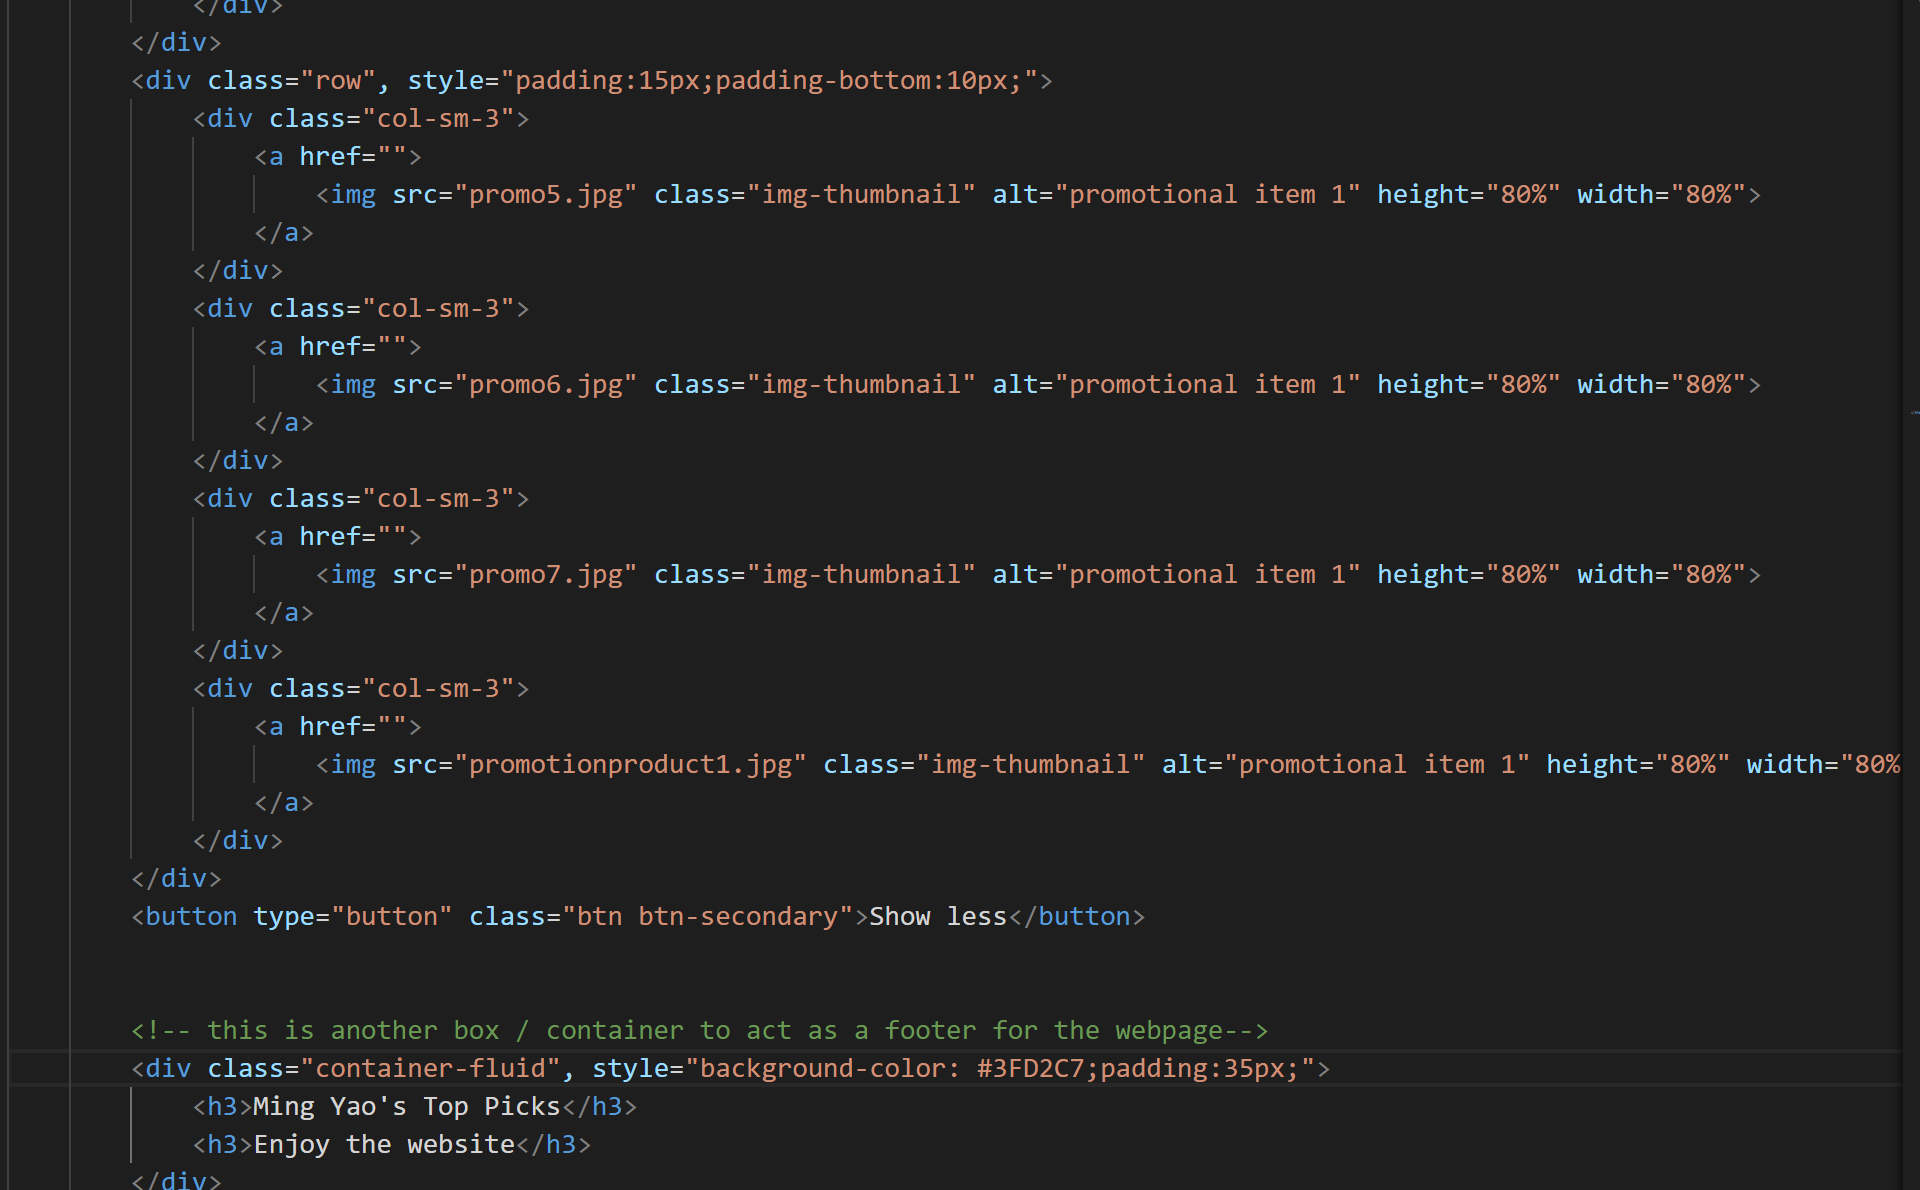 </div>
</div>
<div class="row", style="padding:15px;padding-bottom:10px;">
<div class="col-sm-3">
<a href="">
<img src="promo5.jpg" class="img-thumbnail" alt="promotional item 1" height="80%" width="80%">
</a>
</div>
<div class="col-sm-3">
<a href="">
<img src="promo6.jpg" class="img-thumbnail" alt="promotional item 1" height="80%" width="80%">
</a>
</div>
<div class="col-sm-3">
<a href="">
<img src="promo7.jpg" class="img-thumbnail" alt="promotional item 1" height="80%" width="80%">
</a>
</div>
<div class="col-sm-3">
<a href="">
<img src="promotionproduct1.jpg" class="img-thumbnail" alt="promotional item 1" height="80%" width="80%
</a>
</div>
</div>
<button type="button" class="btn btn-secondary">Show less</button>
<!-- this is another box / container to act as a footer for the webpage-->
<div class="container-fluid", style="background-color: #3FD2C7;padding:35px;">
<h3>Ming Yao's Top Picks</h3>
<h3>Enjoy the website</h3>
</div>